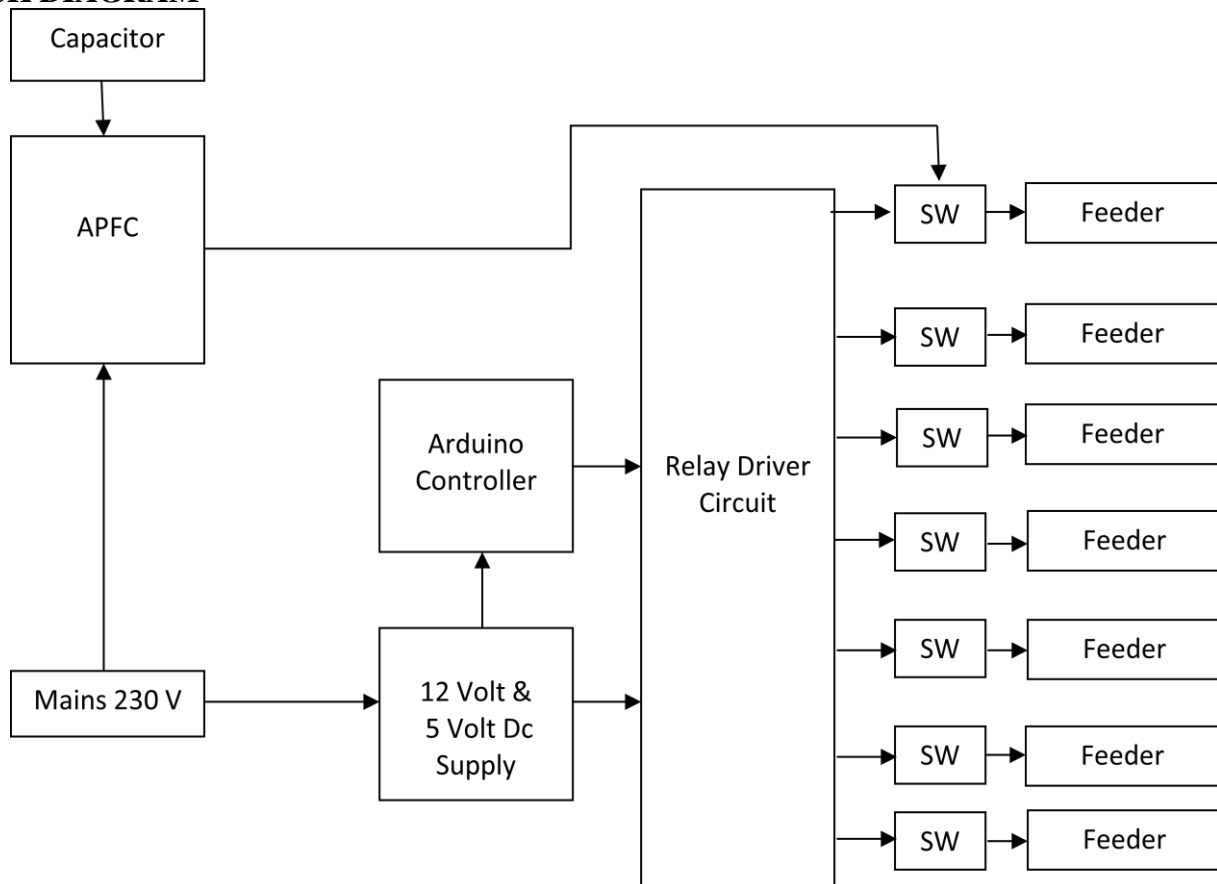 DIAGRAM
Capacitor
APFC
SW
Feeder
SW
Feeder
Arduino
Controller
SW
Feeder
Relay Driver
Circuit
SW
Feeder
SW
Feeder
Mains 230 V
12 Volt &
5 Volt Dc
Supply
SW
Feeder
SW
Feeder